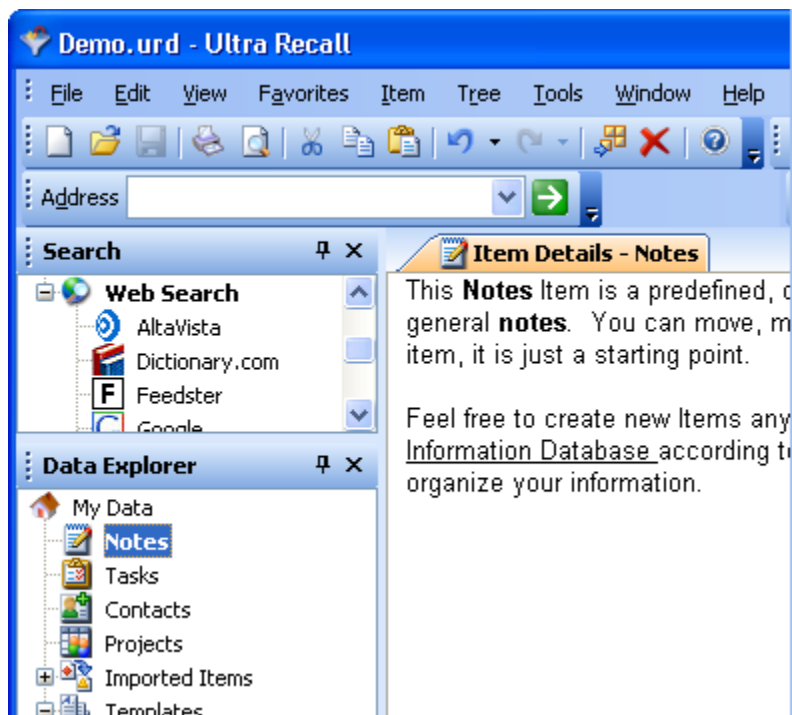 Demo.urd - Ultra Recall
File Edit View Favorites Item Tree Tools Window Help
Address
Search
Web Search
AltaVista
Dictionary.com
F Feedster
Google
Data Explorer
My Data
Notes
Tasks
Contacts
Projects
Imported Items
Templates
Item Details - Notes
This Notes Item is a predefined,
general notes. You can move,
item, it is just a starting point.
Feel free to create new Items any
Information Database according
organize your information.